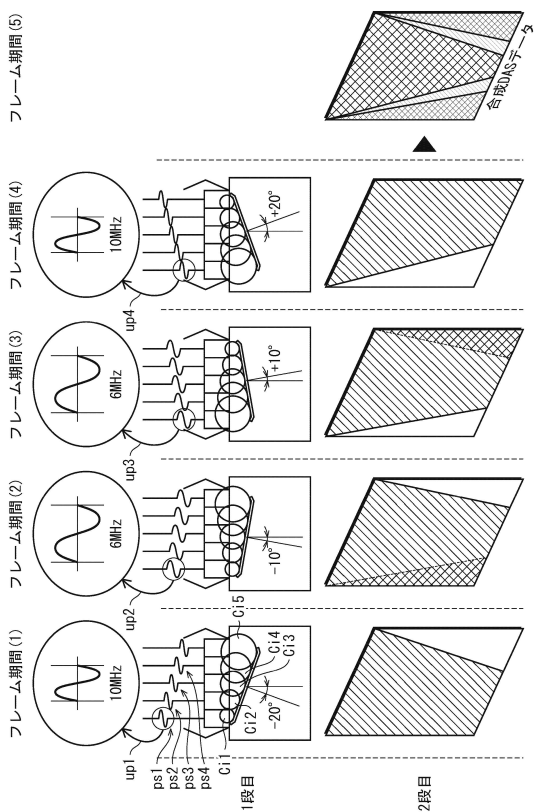 フレーム期間(1)
フレーム期間(2)
フレーム期間(3)
フレーム期間(4)
フレーム期間(5)
10MHz
6MHz
6MHz
10MHz
up1
up2
up3
up4
ps1
ps2
ps3
ps4
Ci1
Ci2
Ci3
Ci4
Ci5
-20°
-10°
+10°
+20°
1段目
2段目
合成DASデータ